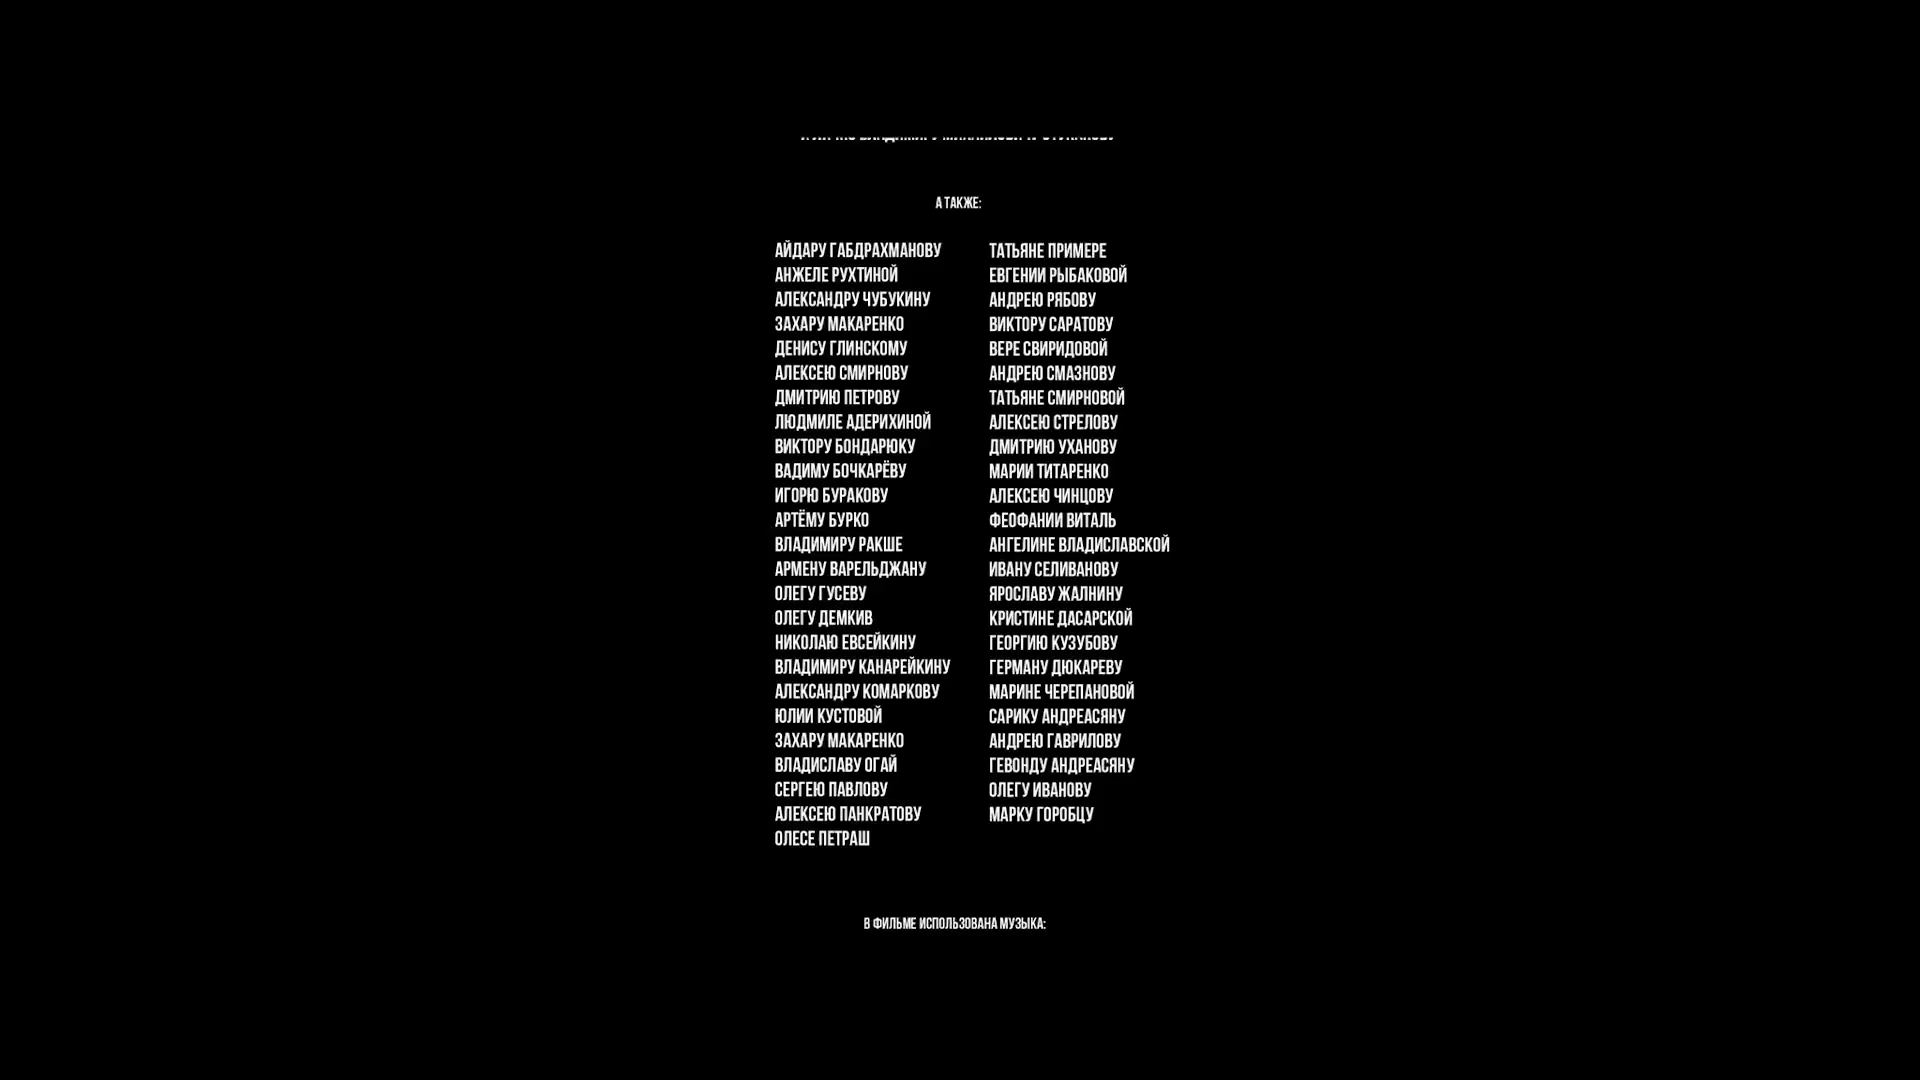 А ТАКЖЕ:
АЙДАРУ ГАБДРАХМАНОВУ
АНЖЕЛЕ РУХТИНОЙ
АЛЕКСАНДРУ ЧУБУКИНУ
ЗАХАРУ МАКАРЕНКО
ДЕНИСУ ГЛИНСКОМУ
АЛЕКСЕЮ СМИРНОВУ
ДМИТРИЮ ПЕТРОВУ
ЛЮДМИЛЕ АДЕРИХИНОЙ
ВИКТОРУ БОНДАРЮКУ
ВАДИМУ БОЧКАРЁВУ
ИГОРЮ БУРАКОВУ
АРТЁМУ БУРКО
ВЛАДИМИРУ РАКШЕ
АРМЕНУ ВАРЕЛЬДЖАНУ
ОЛЕГУ ГУСЕВУ
ОЛЕГУ ДЕМКИВ
НИКОЛАЮ ЕВСЕЙКИНУ
ВЛАДИМИРУ КАНАРЕЙКИНУ
АЛЕКСАНДРУ КОМАРКОВУ
ЮЛИИ КУСТОВОЙ
ЗАХАРУ МАКАРЕНКО
ВЛАДИСЛАВУ ОГАЙ
СЕРГЕЮ ПАВЛОВУ
АЛЕКСЕЮ ПАНКРАТОВУ
ОЛЕСЕ ПЕТРАШ
ТАТЬЯНЕ ПРИМЕРЕ
ЕВГЕНИИ РЫБАКОВОЙ
АНДРЕЮ РЯБОВУ
ВИКТОРУ САРАТОВУ
ВЕРЕ СВИРИДОВОЙ
АНДРЕЮ СМАЗНОВУ
ТАТЬЯНЕ СМИРНОВОЙ
АЛЕКСЕЮ СТРЕЛОВУ
ДМИТРИЮ УХАНОВУ
МАРИИ ТИТАРЕНКО
АЛЕКСЕЮ ЧИНЦОВУ
ФЕОФАНИИ ВИТАЛЬ
АНГЕЛИНЕ ВЛАДИСЛАВСКОЙ
ИВАНУ СЕЛИВАНОВУ
ЯРОСЛАВУ ЖАЛНИНУ
КРИСТИНЕ ДАСАРСКОЙ
ГЕОРГИЮ КУЗУБОВУ
ГЕРМАНУ ДЮКАРЕВУ
МАРИНЕ ЧЕРЕПАНОВОЙ
САРИКУ АНДРЕАСЯНУ
АНДРЕЮ ГАВРИЛОВУ
ГЕВОНДУ АНДРЕАСЯНУ
ОЛЕГУ ИВАНОВУ
МАРКУ ГОРОБЦУ
В ФИЛЬМЕ ИСПОЛЬЗОВАНА МУЗЫКА: